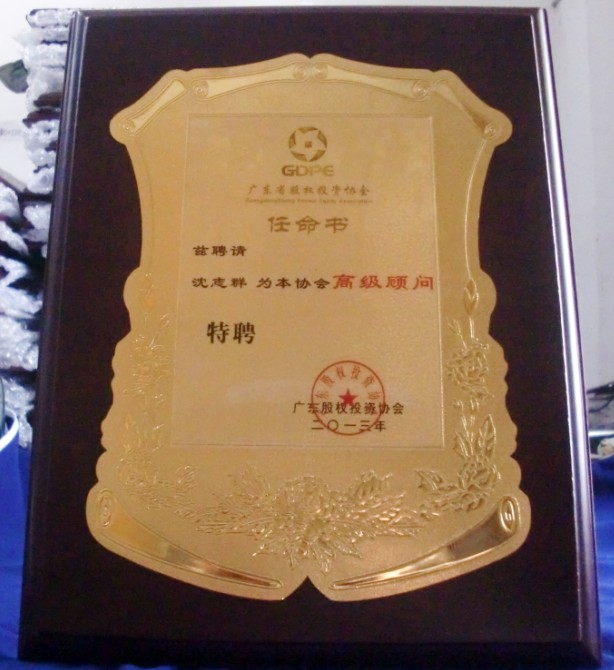 GDPE
广东省股权投资协会
任命书
兹聘请
沈志群 为本协会高级顾问
特聘
广东股权投资协会
二〇一三年